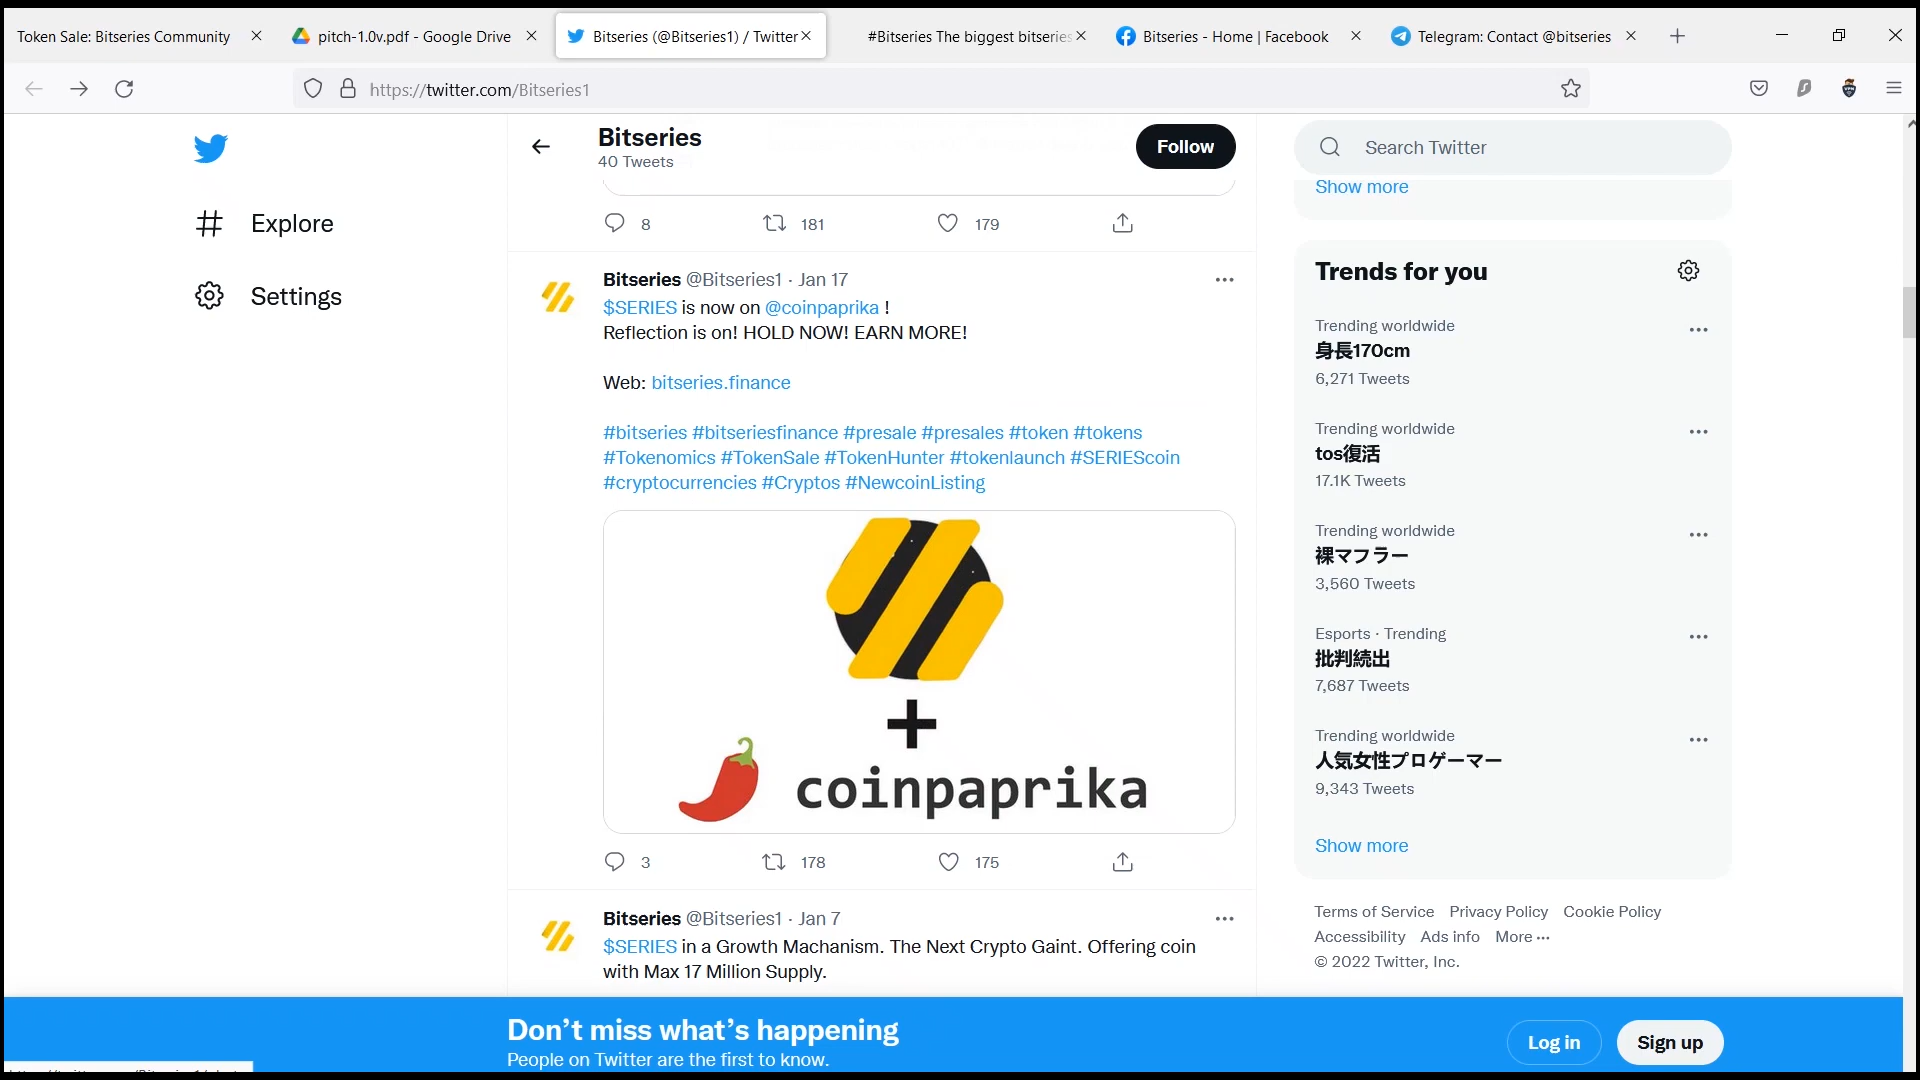 Token Sale: Bitseries Community
pitch-1.0v.pdf - Google Drive
Bitseries (@Bitseries1) / Twitter
#Bitseries The biggest bitseries
Bitseries - Home | Facebook
Telegram: Contact @bitseries
https://twitter.com/Bitseries1
Explore
Settings
Bitseries
40 Tweets
Follow
8 181 179
Bitseries @Bitseries1 · Jan 17
$SERIES is now on @coinpaprika !
Reflection is on! HOLD NOW! EARN MORE!
Web: bitseries.finance
#bitseries #bitseriesfinance #presale #presales #token #tokens
#Tokenomics #TokenSale #TokenHunter #tokenlaunch #SERIEScoin
#cryptocurrencies #Cryptos #NewcoinListing
+
coinpaprika
3 178 175
Bitseries @Bitseries1 · Jan 7
$SERIES in a Growth Machanism. The Next Crypto Gaint. Offering coin
with Max 17 Million Supply.
Search Twitter
Show more
Trends for you
Trending worldwide
身長170cm
6,271 Tweets
Trending worldwide
tos復活
17.1K Tweets
Trending worldwide
裸マフラー
3,560 Tweets
Esports · Trending
批判続出
7,687 Tweets
Trending worldwide
人気女性プロゲーマー
9,343 Tweets
Show more
Terms of Service Privacy Policy Cookie Policy
Accessibility Ads info More ···
© 2022 Twitter, Inc.
Don’t miss what’s happening
People on Twitter are the first to know.
Log in
Sign up